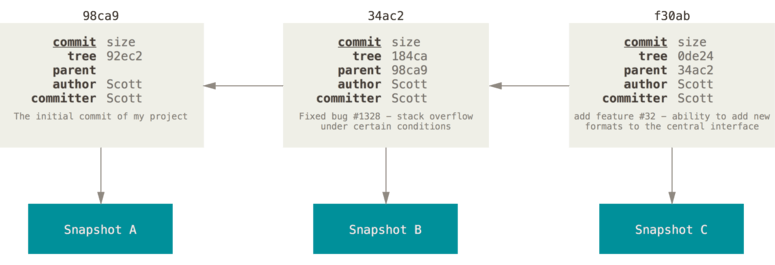 98ca9
commit size
tree 92ec2
parent
author Scott
committer Scott
The initial commit of my project
Snapshot A
34ac2
commit size
tree 184ca
parent 98ca9
author Scott
committer Scott
Fixed bug #1328 – stack overflow
under certain conditions
Snapshot B
f30ab
commit size
tree 0de24
parent 34ac2
author Scott
committer Scott
add feature #32 – ability to add new
formats to the central interface
Snapshot C